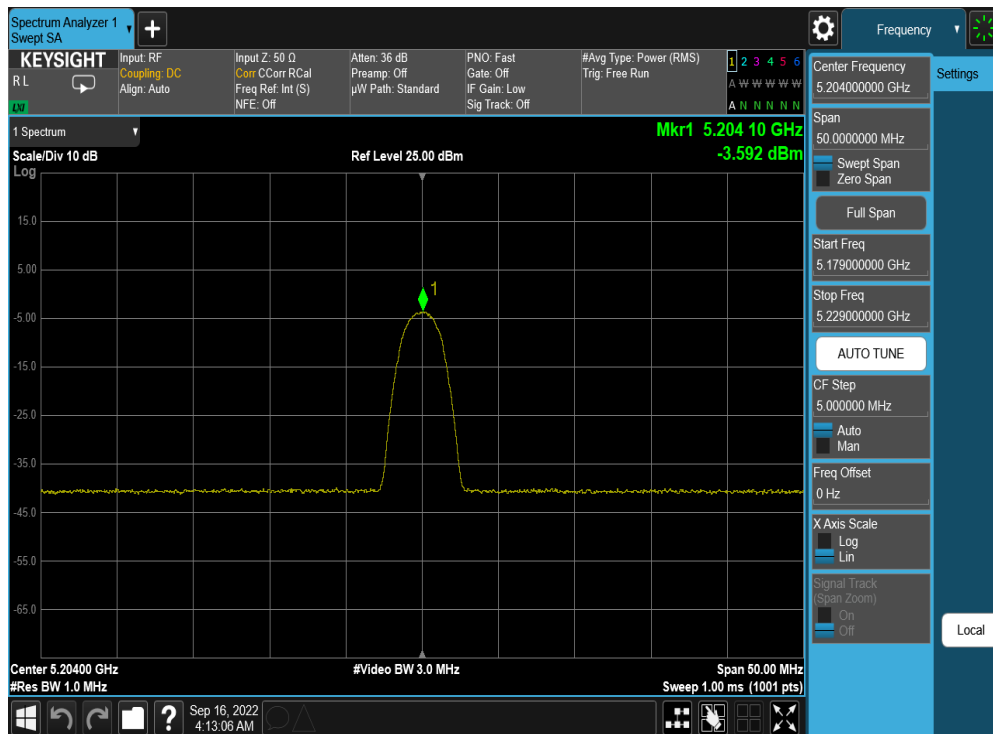 Spectrum Analyzer 1
Swept SA
Frequency
KEYSIGHT
R L
LXI
Input: RF
Coupling: DC
Align: Auto
Input Z: 50 Ω
Corr CCorr RCal
Freq Ref: Int (S)
NFE: Off
Atten: 36 dB
Preamp: Off
µW Path: Standard
PNO: Fast
Gate: Off
IF Gain: Low
Sig Track: Off
#Avg Type: Power (RMS)
Trig: Free Run
1 2 3 4 5 6
A W W W W W
A N N N N N
1 Spectrum
Scale/Div 10 dB
Log
Ref Level 25.00 dBm
Mkr1 5.204 10 GHz
-3.592 dBm
15.0
5.00
-5.00
-15.0
-25.0
-35.0
-45.0
-55.0
-65.0
1
Center 5.20400 GHz
#Res BW 1.0 MHz
#Video BW 3.0 MHz
Span 50.00 MHz
Sweep 1.00 ms (1001 pts)
Center Frequency
5.204000000 GHz
Span
50.0000000 MHz
Swept Span
Zero Span
Full Span
Start Freq
5.179000000 GHz
Stop Freq
5.229000000 GHz
AUTO TUNE
CF Step
5.000000 MHz
Auto
Man
Freq Offset
0 Hz
X Axis Scale
Log
Lin
Signal Track
(Span Zoom)
On
Off
Settings
Local
?
Sep 16, 2022
4:13:06 AM